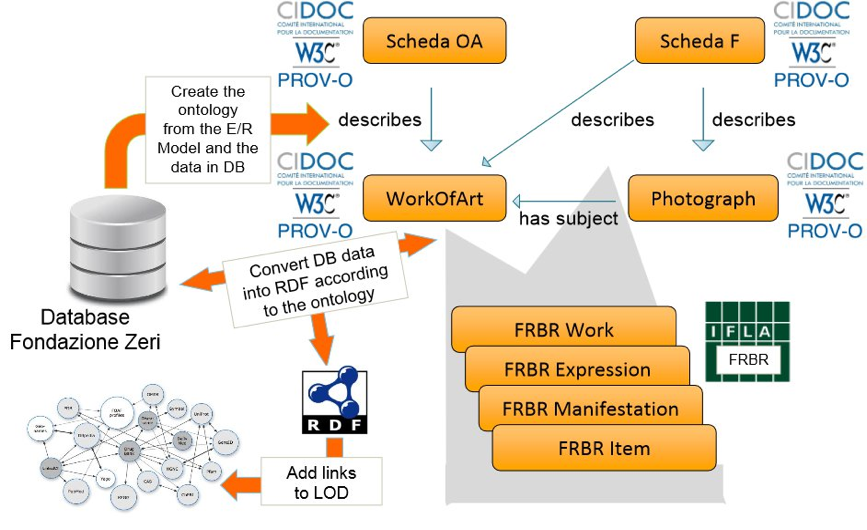 CIDOC
COMITÉ INTERNATIONAL
POUR LA DOCUMENTATION
W3C®
PROV-O
Scheda OA
Scheda F
CIDOC
COMITÉ INTERNATIONAL
POUR LA DOCUMENTATION
W3C®
PROV-O
Create the
ontology
from the E/R
Model and the
data in DB
describes
describes
describes
CIDOC
COMITÉ INTERNATIONAL
POUR LA DOCUMENTATION
W3C®
PROV-O
WorkOfArt
has subject
Photograph
CIDOC
COMITÉ INTERNATIONAL
POUR LA DOCUMENTATION
W3C®
PROV-O
Convert DB data
into RDF according
to the ontology
Database
Fondazione Zeri
FRBR Work
FRBR Expression
FRBR Manifestation
FRBR Item
IFLA
FRBR
RDF
Add links
to LOD